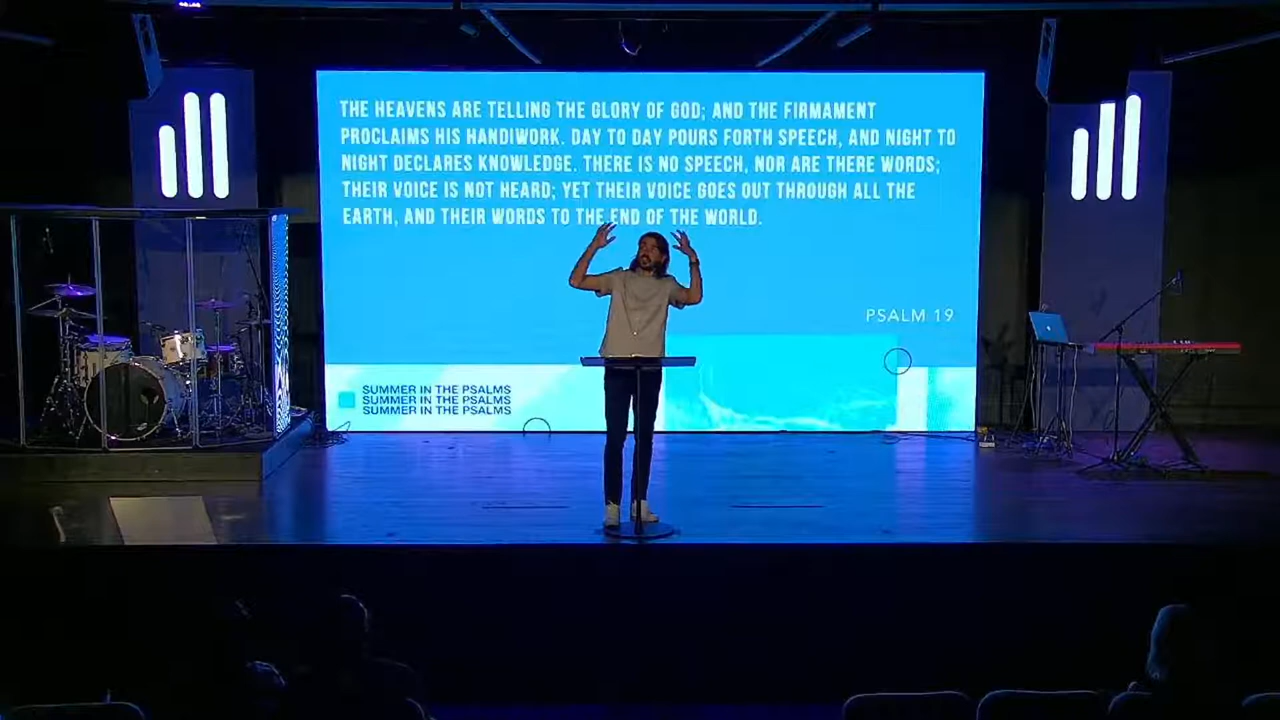 THE HEAVENS ARE TELLING THE GLORY OF GOD; AND THE FIRMAMENT
PROCLAIMS HIS HANDIWORK. DAY TO DAY POURS FORTH SPEECH, AND NIGHT TO
NIGHT DECLARES KNOWLEDGE. THERE IS NO SPEECH, NOR ARE THERE WORDS;
THEIR VOICE IS NOT HEARD; YET THEIR VOICE GOES OUT THROUGH ALL THE
EARTH, AND THEIR WORDS TO THE END OF THE WORLD.
PSALM 19
SUMMER IN THE PSALMS
SUMMER IN THE PSALMS
SUMMER IN THE PSALMS